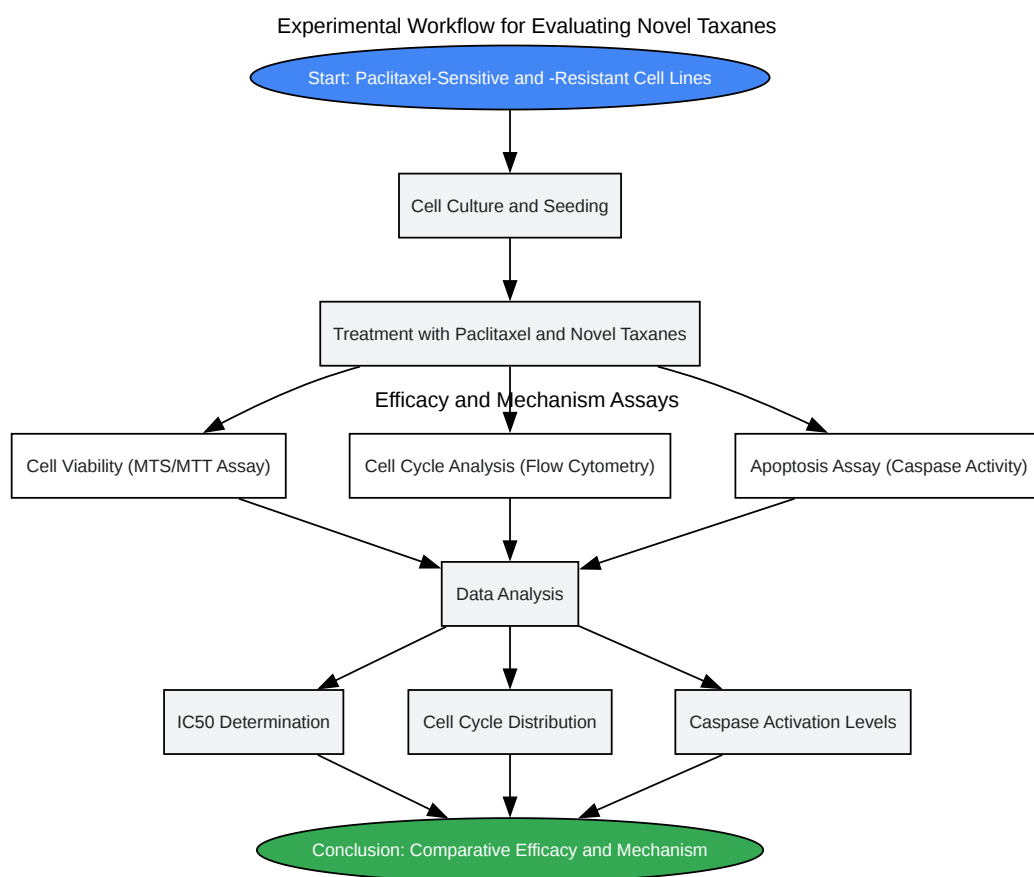 Experimental Workflow for Evaluating Novel Taxanes
Start: Paclitaxel-Sensitive and -Resistant Cell Lines
Cell Culture and Seeding
Treatment with Paclitaxel and Novel Taxanes
Efficacy and Mechanism Assays
Cell Viability (MTS/MTT Assay)
Cell Cycle Analysis (Flow Cytometry)
Apoptosis Assay (Caspase Activity)
Data Analysis
IC50 Determination
Cell Cycle Distribution
Caspase Activation Levels
Conclusion: Comparative Efficacy and Mechanism